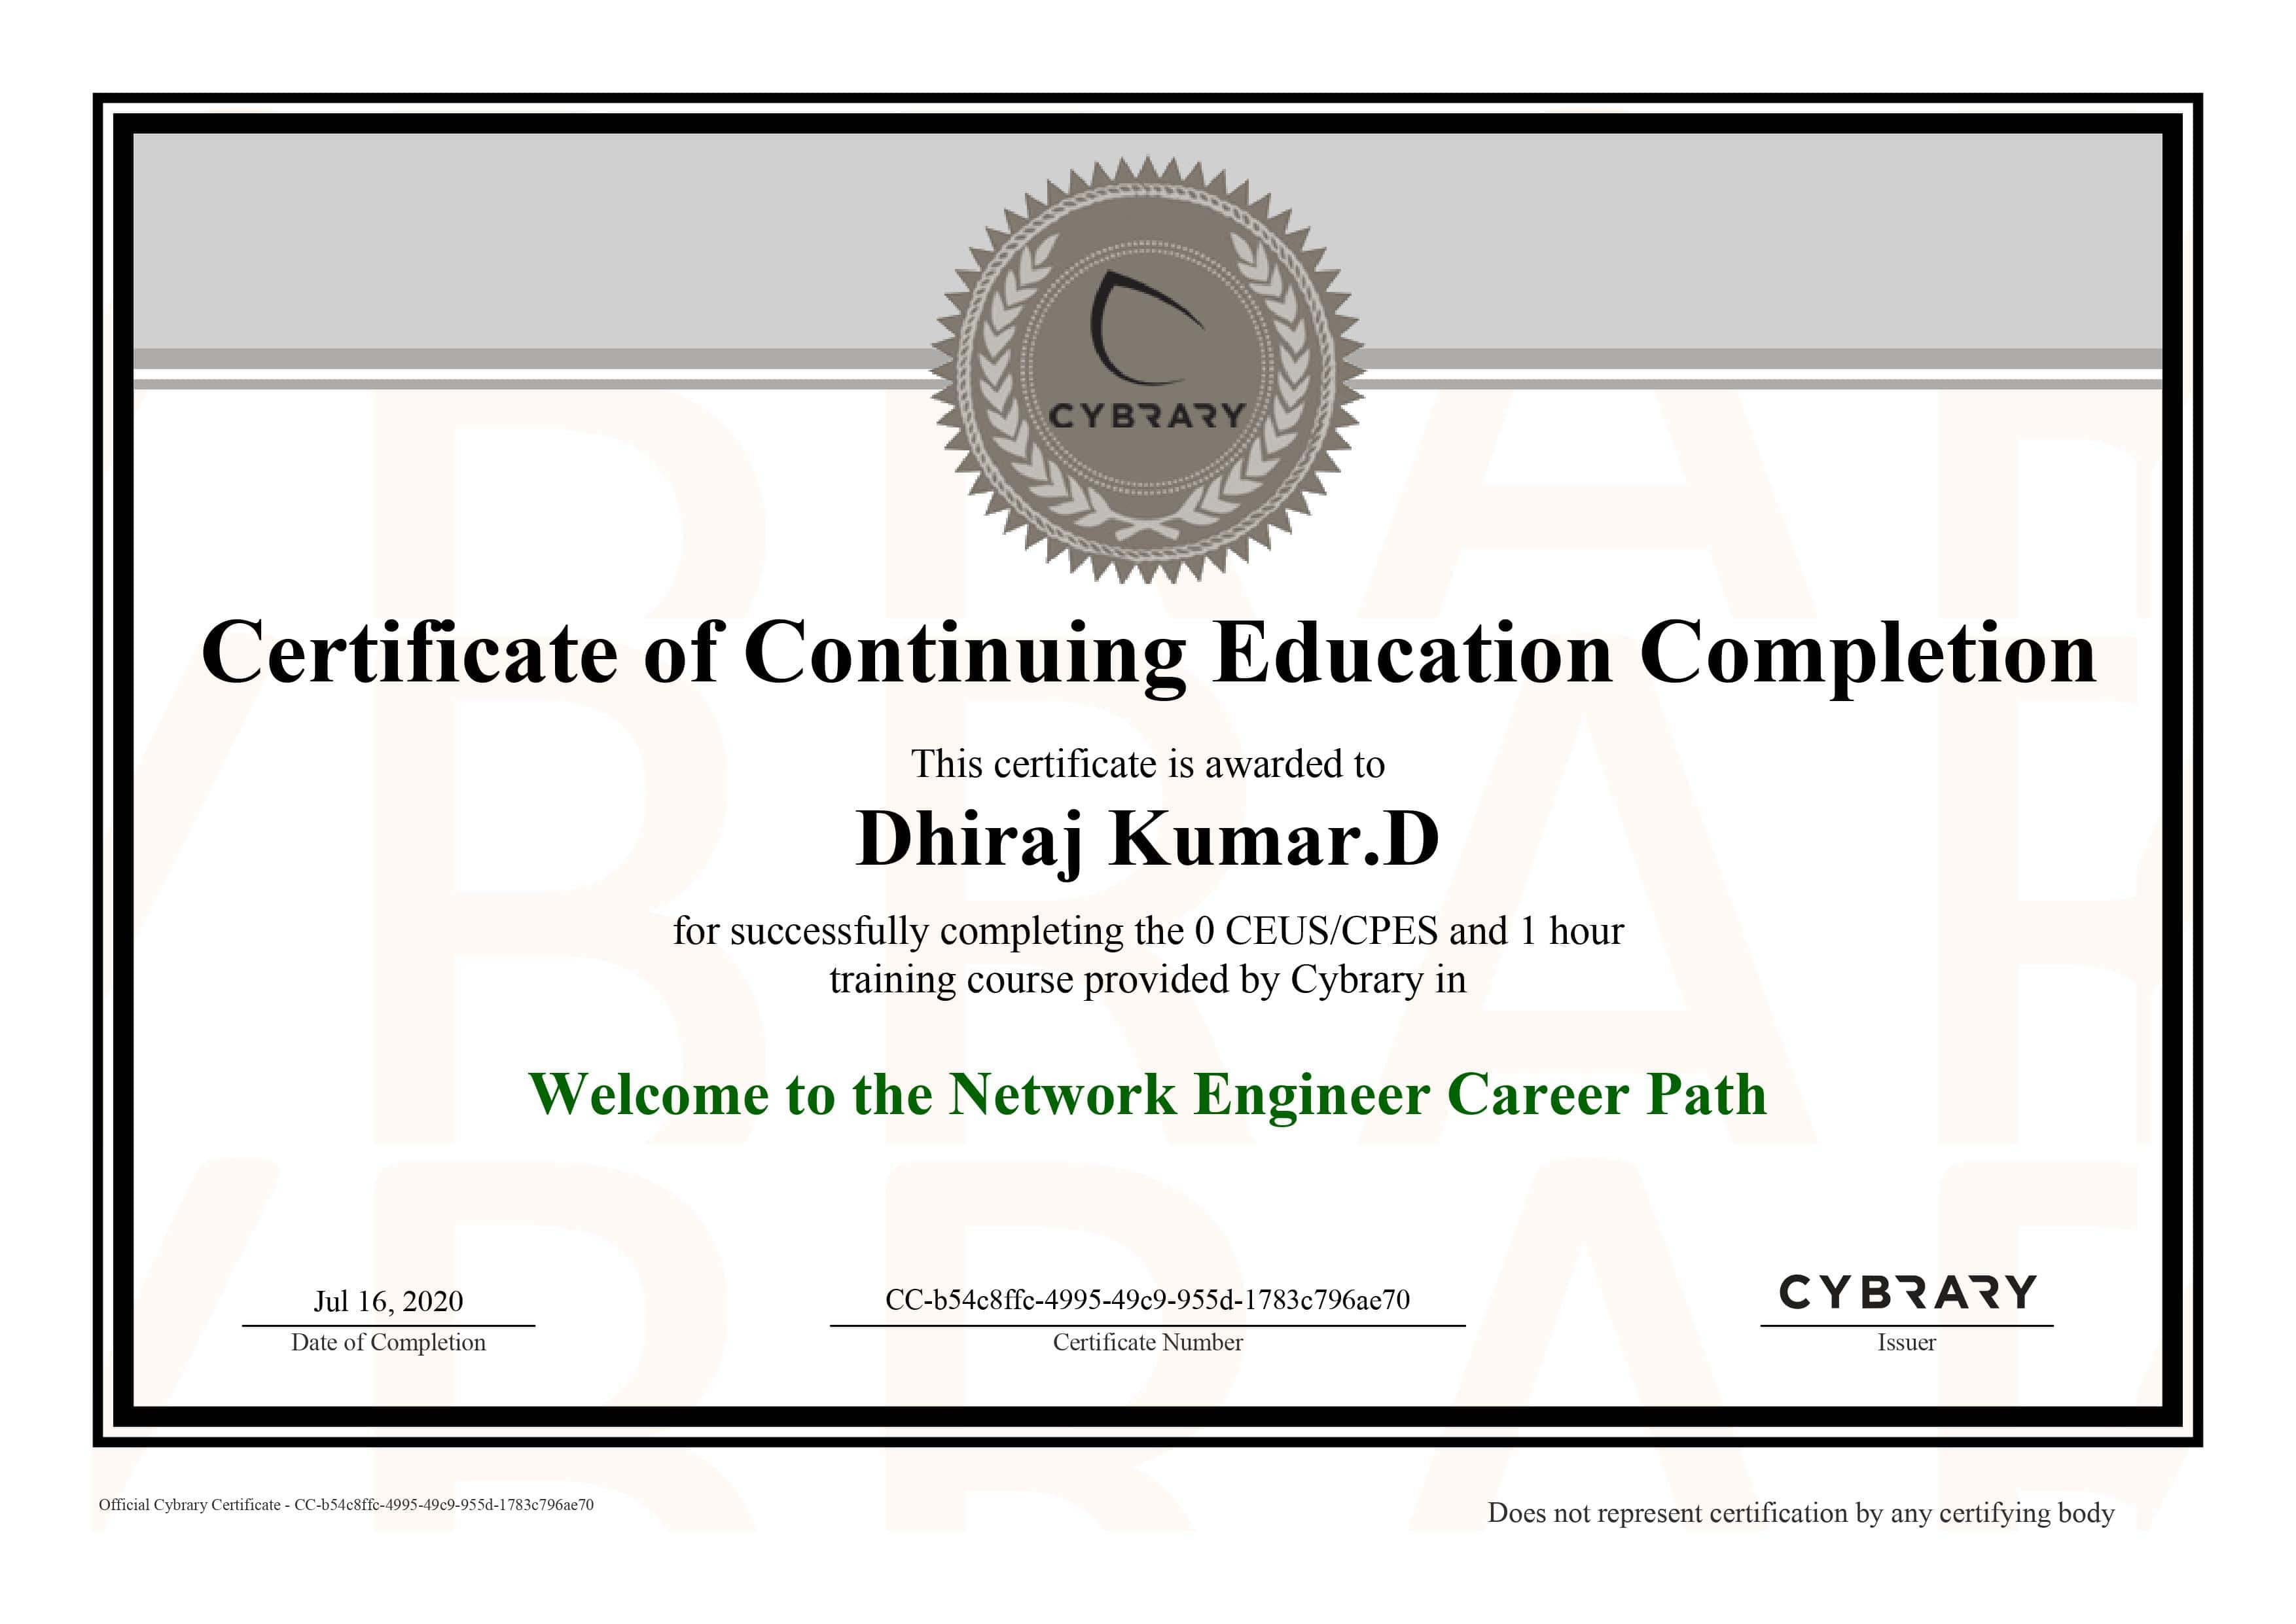 CYBRARY
Certificate of Continuing Education Completion
This certificate is awarded to
Dhiraj Kumar.D
for successfully completing the 0 CEUS/CPES and 1 hour
training course provided by Cybrary in
Welcome to the Network Engineer Career Path
Jul 16, 2020
Date of Completion
CC-b54c8ffc-4995-49c9-955d-1783c796ae70
Certificate Number
CYBRARY
Issuer
Official Cybrary Certificate - CC-b54c8ffc-4995-49c9-955d-1783c796ae70
Does not represent certification by any certifying body